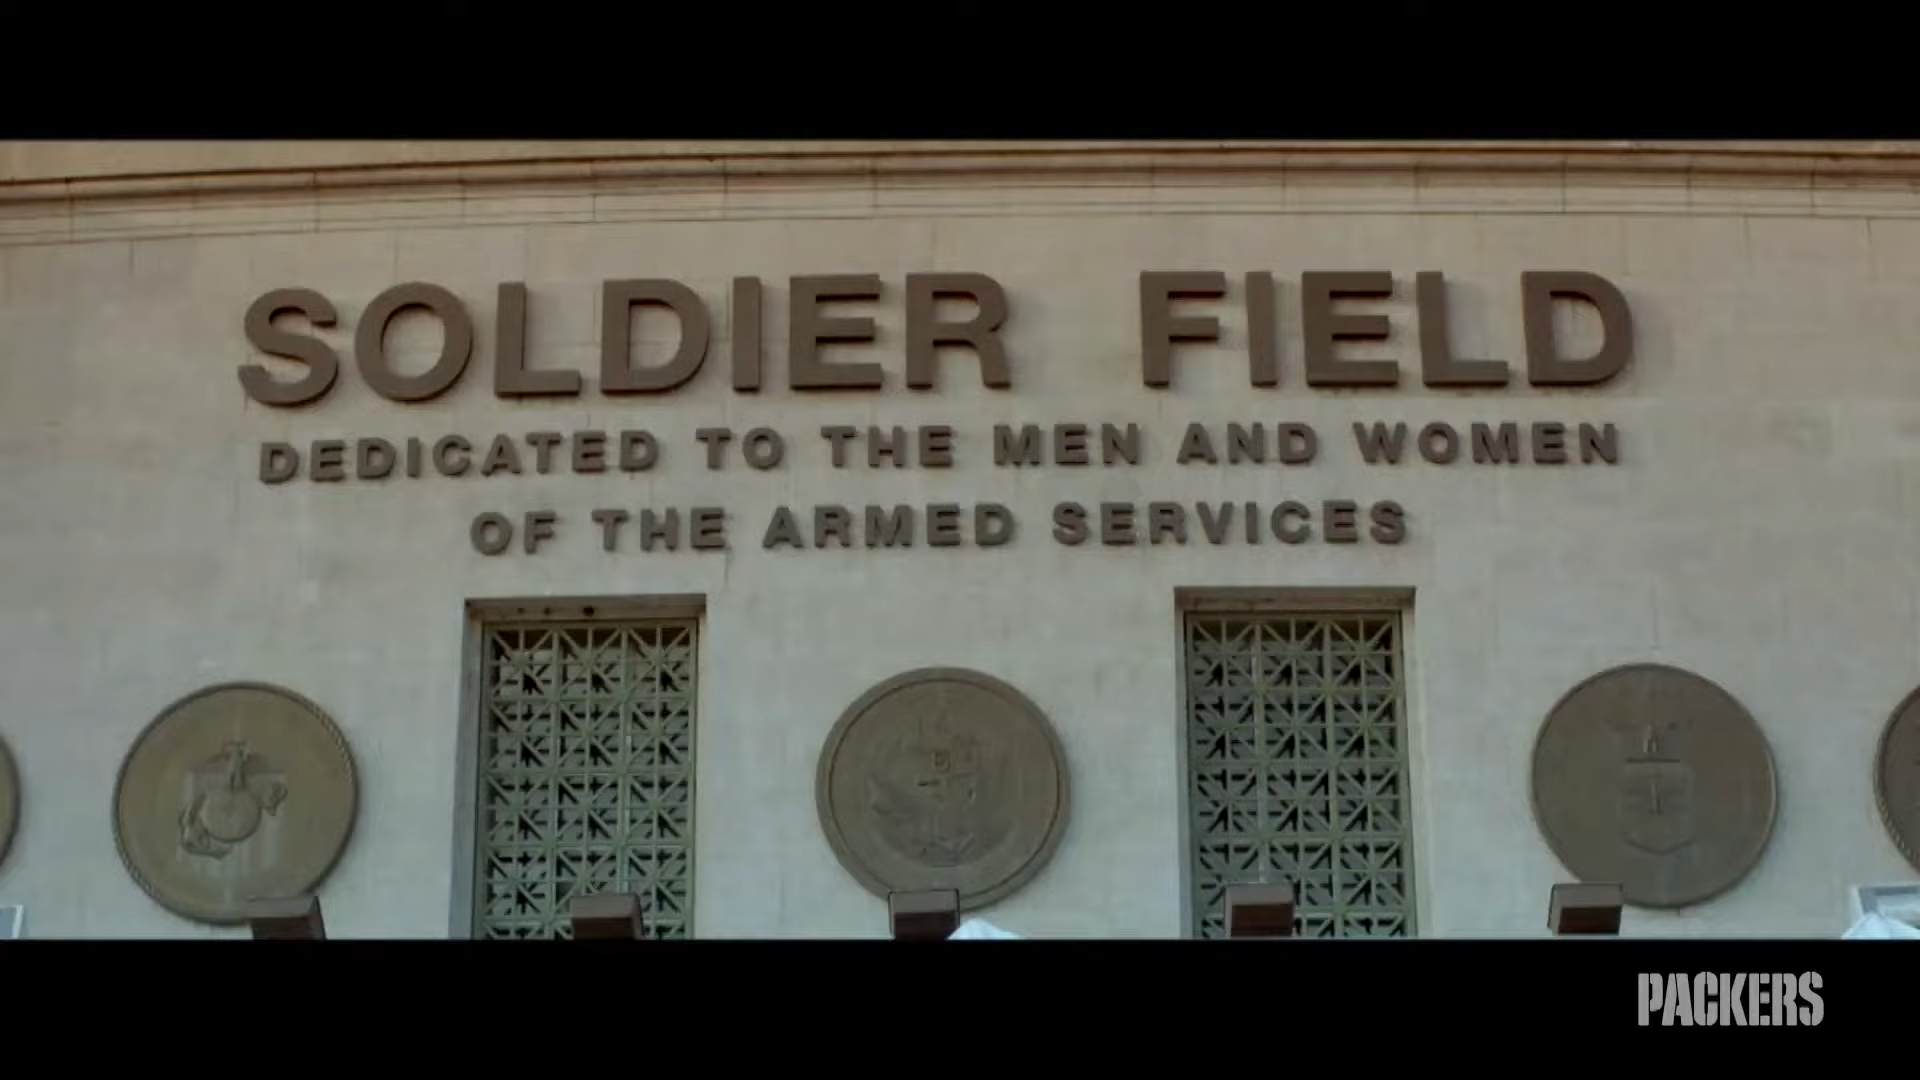 SOLDIER FIELD
DEDICATED TO THE MEN AND WOMEN
OF THE ARMED SERVICES
PACKERS